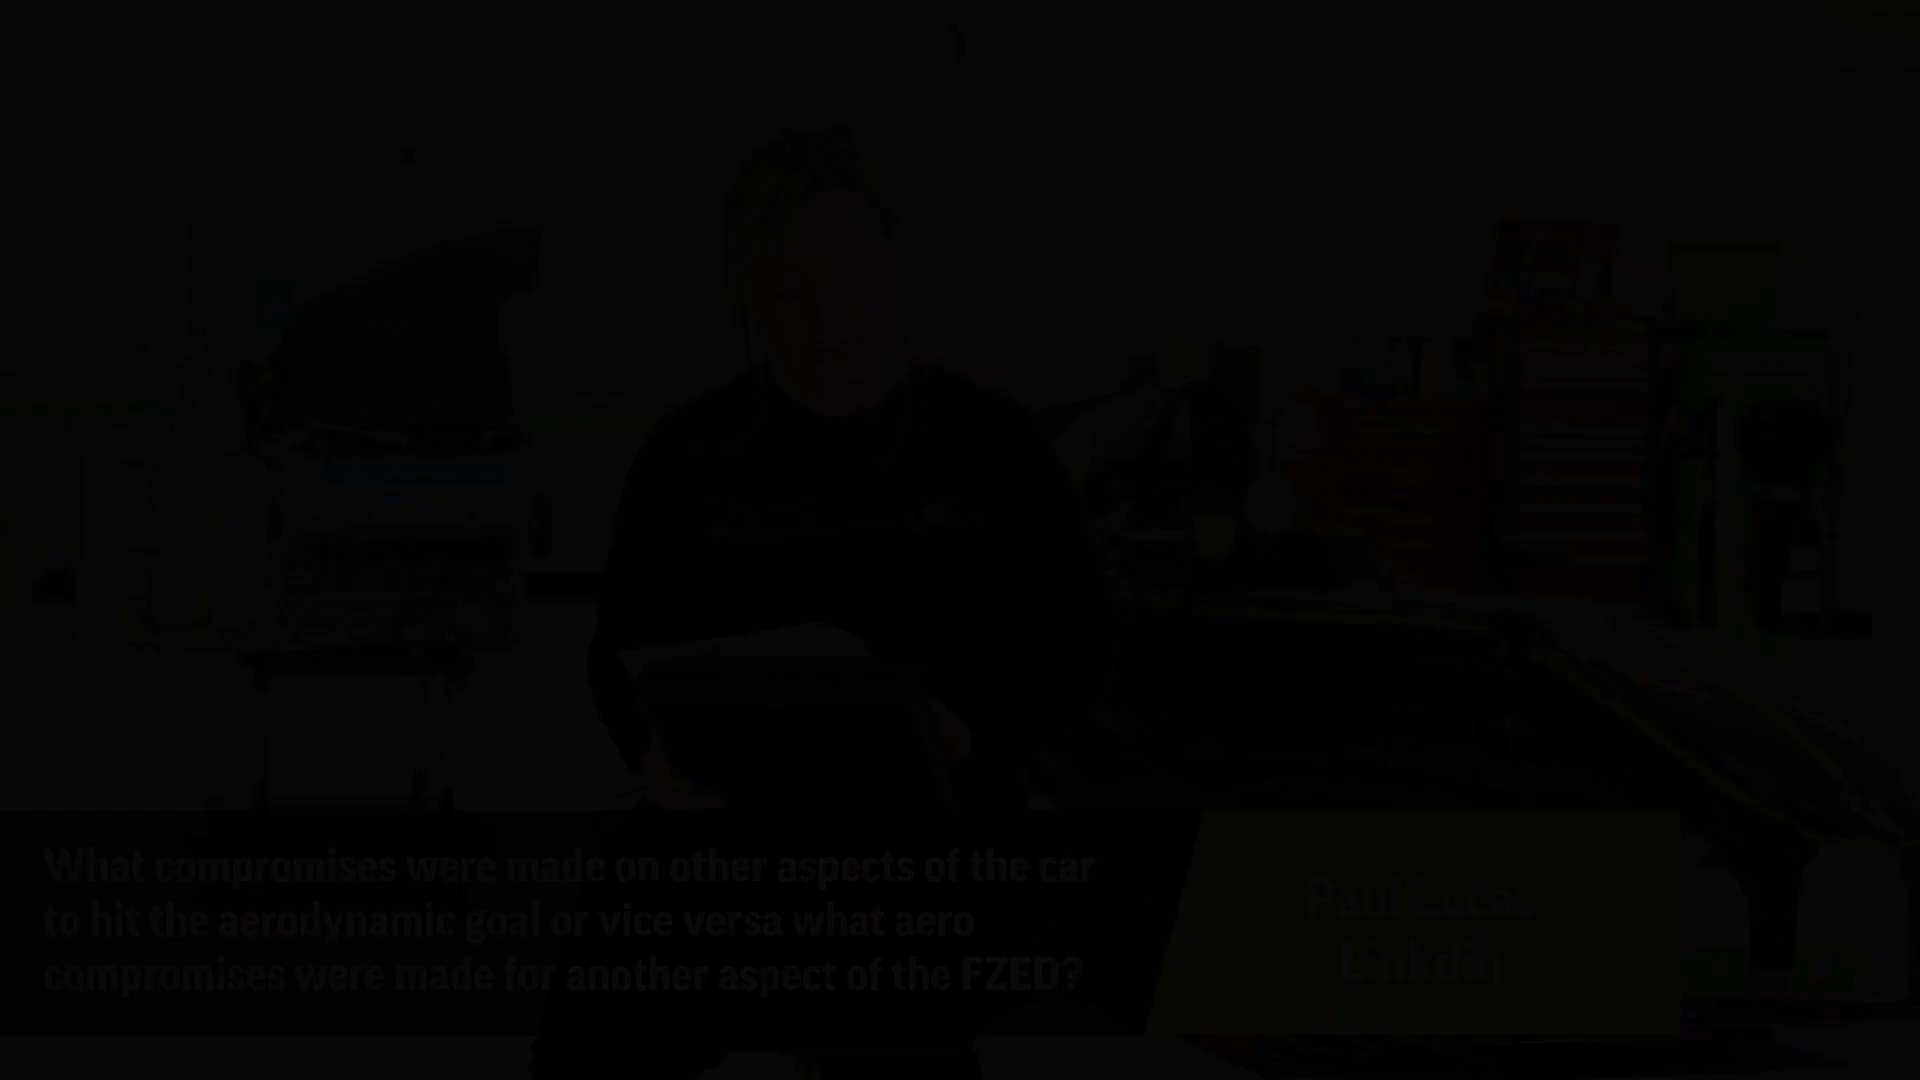 What compromises were made on other aspects of the car
to hit the aerodynamic goal or vice versa what aero
compromises were made for another aspect of the FZED?
Paul Lucas
Linkdin